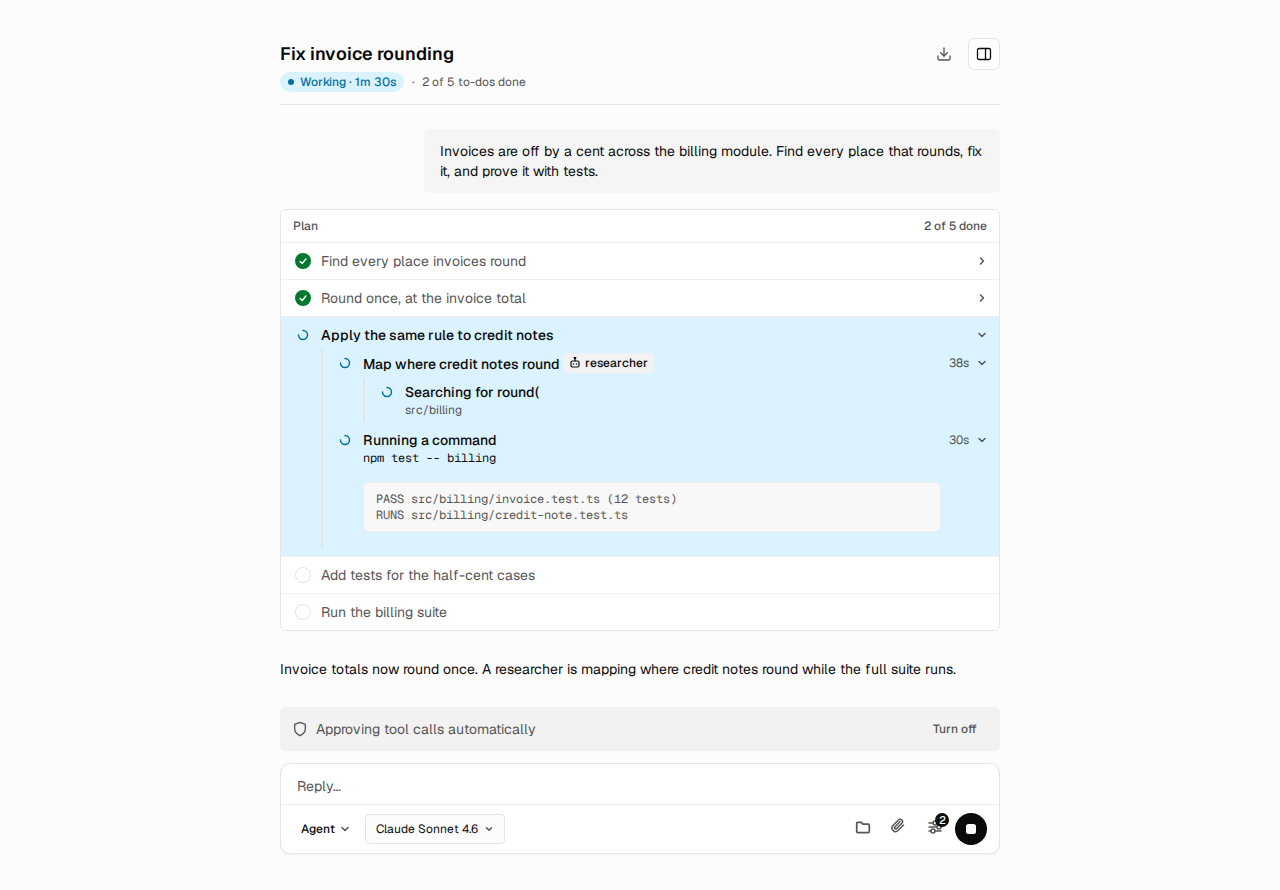 Fix invoice rounding
Working · 1m 30s · 2 of 5 to-dos done
Invoices are off by a cent across the billing module. Find every place that rounds, fix
it, and prove it with tests.
Plan 2 of 5 done
Find every place invoices round
Round once, at the invoice total
Apply the same rule to credit notes
Map where credit notes round researcher 38s
Searching for round(
src/billing
Running a command 30s
npm test -- billing
PASS src/billing/invoice.test.ts (12 tests)
RUNS src/billing/credit-note.test.ts
Add tests for the half-cent cases
Run the billing suite
Invoice totals now round once. A researcher is mapping where credit notes round while the full suite runs.
Approving tool calls automatically Turn off
Reply…
Agent Claude Sonnet 4.6 2